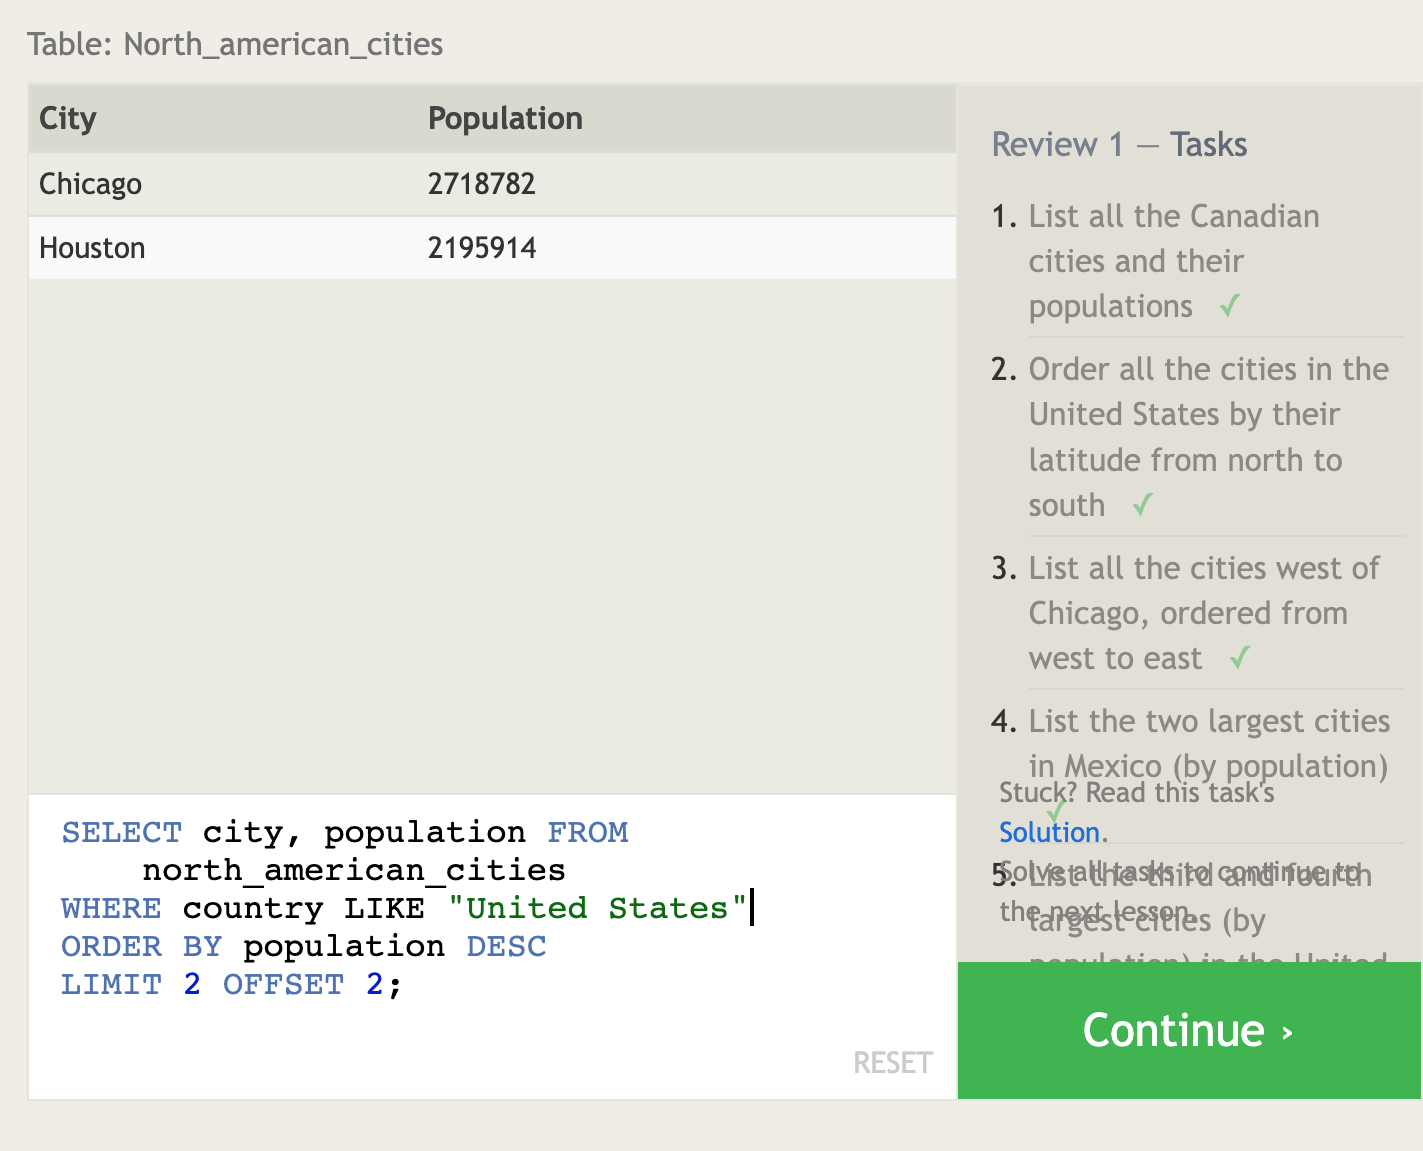 Table: North_american_cities
City Population
Chicago 2718782
Houston 2195914
SELECT city, population FROM
north_american_cities
WHERE country LIKE "United States"
ORDER BY population DESC
LIMIT 2 OFFSET 2;
RESET
Review 1 — Tasks
1. List all the Canadian
cities and their
populations ✓
2. Order all the cities in the
United States by their
latitude from north to
south ✓
3. List all the cities west of
Chicago, ordered from
west to east ✓
4. List the two largest cities
in Mexico (by population)
✓
Stuck? Read this task's
Solution.
Solve all tasks to continue to
the next lesson.
5. List the third and fourth
largest cities (by
population) in the United
Continue ›